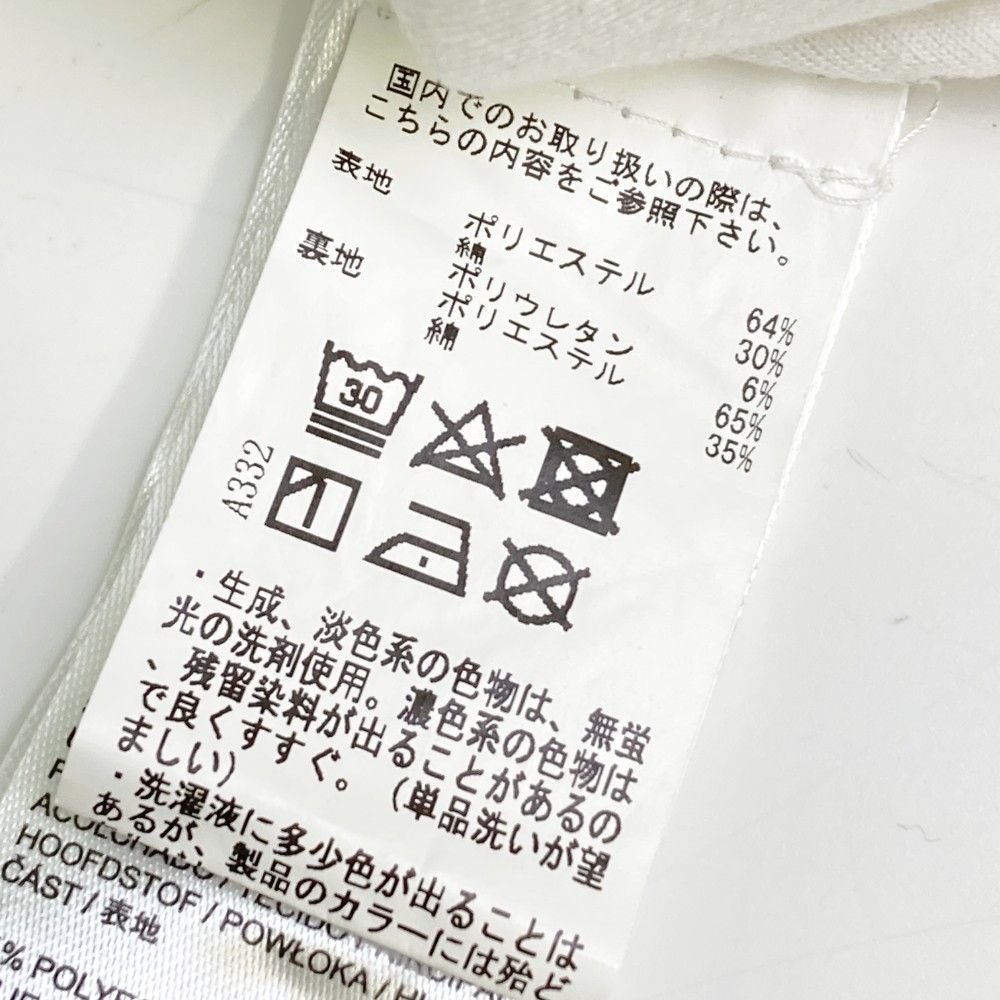 国内でのお取り扱いの際は、
こちらの内容をご参照下さい。
表地 ポリエステル 64%
綿 30%
ポリウレタン 6%
裏地 ポリエステル 65%
綿 35%
30
A332
・生成、淡色系の色物は、無蛍
光の洗剤使用。濃色系の色物は
、残留染料が出ることがあるの
で良くすすぐ。（単品洗いが望
ましい）
・洗濯液に多少色が出ることは
あるが、製品のカラーには殆ど
HOOFDSTOF / POWŁOKA /
ČÁST / 表地